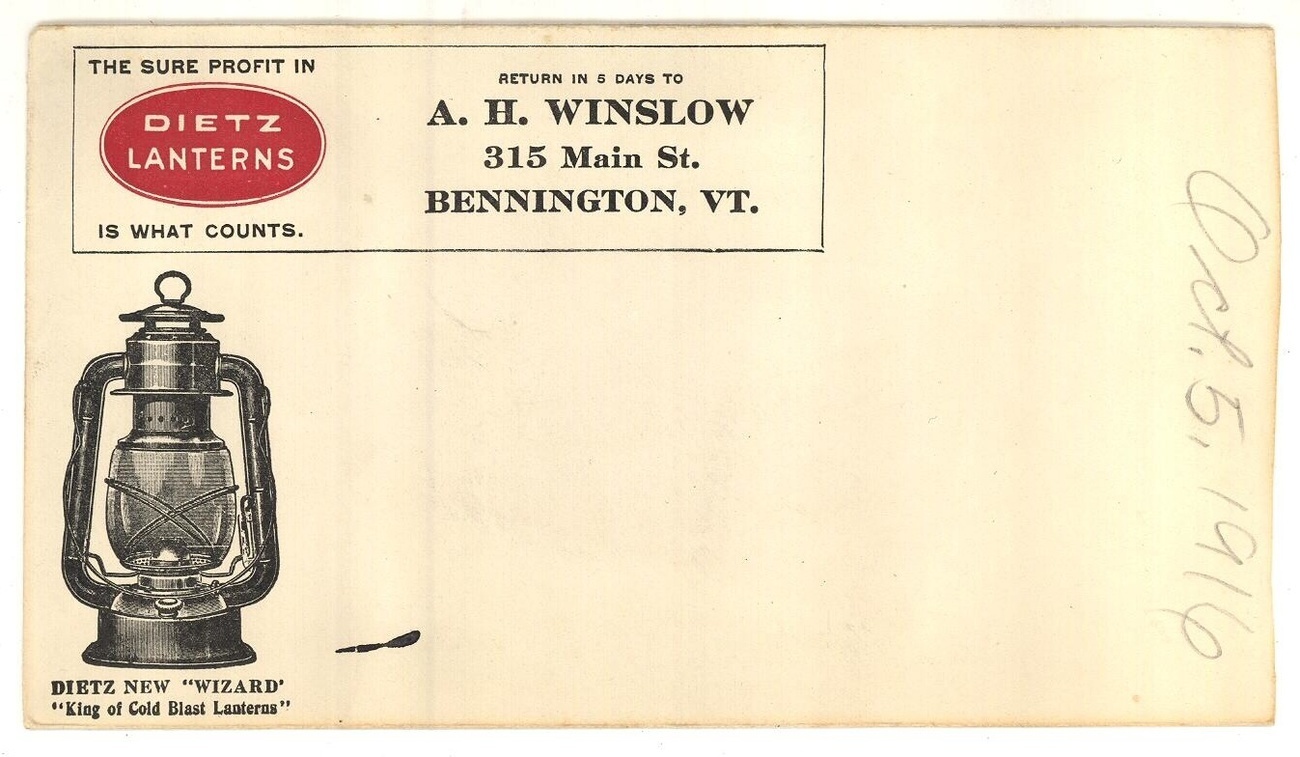 THE SURE PROFIT IN
DIETZ
LANTERNS
IS WHAT COUNTS.
RETURN IN 5 DAYS TO
A. H. WINSLOW
315 Main St.
BENNINGTON, VT.
DIETZ NEW "WIZARD'
"King of Cold Blast Lanterns"
Oct. 5, 1916